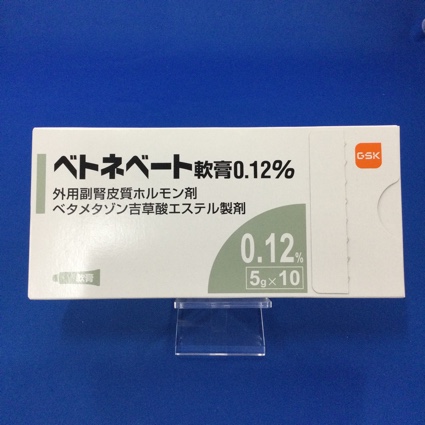 ベトネベート軟膏0.12%
GSK
外用副腎皮質ホルモン剤
ベタメタゾン吉草酸エステル製剤
0.12%
5g×10
軟膏